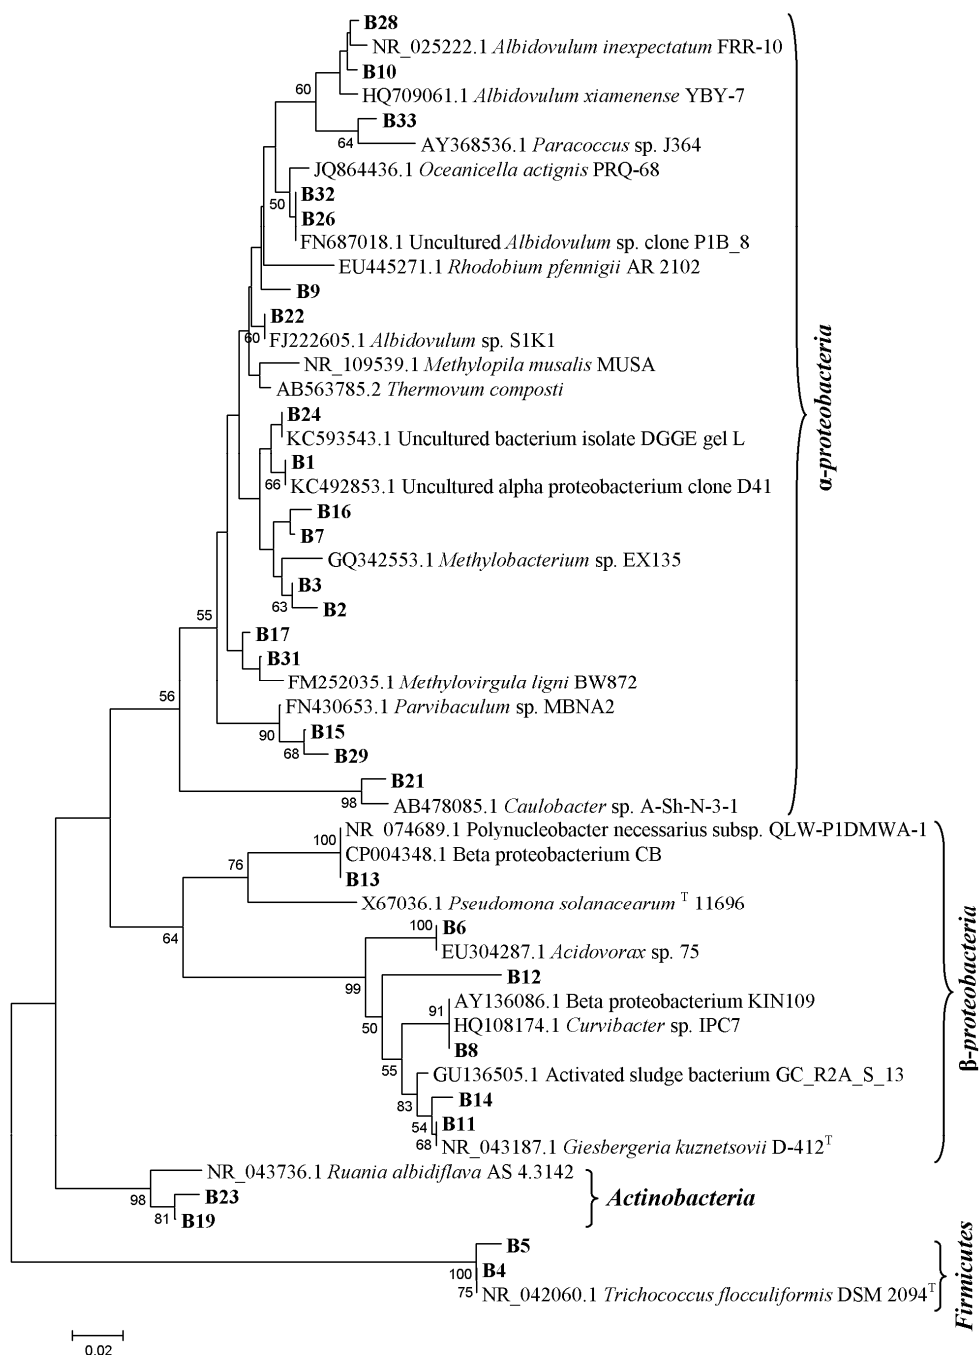 B28
NR_025222.1 Albidovulum inexpectatum FRR-10
B10
60
HQ709061.1 Albidovulum xiamenense YBY-7
B33
64
AY368536.1 Paracoccus sp. J364
JQ864436.1 Oceanicella actignis PRQ-68
B32
50
B26
FN687018.1 Uncultured Albidovulum sp. clone P1B_8
EU445271.1 Rhodobium pfennigii AR 2102
B9
B22
60
FJ222605.1 Albidovulum sp. S1K1
NR_109539.1 Methylopila musalis MUSA
AB563785.2 Thermovum composti
B24
KC593543.1 Uncultured bacterium isolate DGGE gel L
B1
66
KC492853.1 Uncultured alpha proteobacterium clone D41
B16
B7
GQ342553.1 Methylobacterium sp. EX135
B3
63
B2
55
B17
B31
FM252035.1 Methylovirgula ligni BW872
56
FN430653.1 Parvibaculum sp. MBNA2
90
B15
68
B29
B21
98
AB478085.1 Caulobacter sp. A-Sh-N-3-1
α-proteobacteria
NR_074689.1 Polynucleobacter necessarius subsp. QLW-P1DMWA-1
100
CP004348.1 Beta proteobacterium CB
76
B13
X67036.1 Pseudomona solanacearum T 11696
64
100
B6
EU304287.1 Acidovorax sp. 75
99
B12
AY136086.1 Beta proteobacterium KIN109
91
50
HQ108174.1 Curvibacter sp. IPC7
B8
55
GU136505.1 Activated sludge bacterium GC_R2A_S_13
83
B14
54
B11
68
NR_043187.1 Giesbergeria kuznetsovii D-412T
β-proteobacteria
NR_043736.1 Ruania albidiflava AS 4.3142
98
B23
81
B19
Actinobacteria
B5
100
B4
75
NR_042060.1 Trichococcus flocculiformis DSM 2094T
Firmicutes
0.02